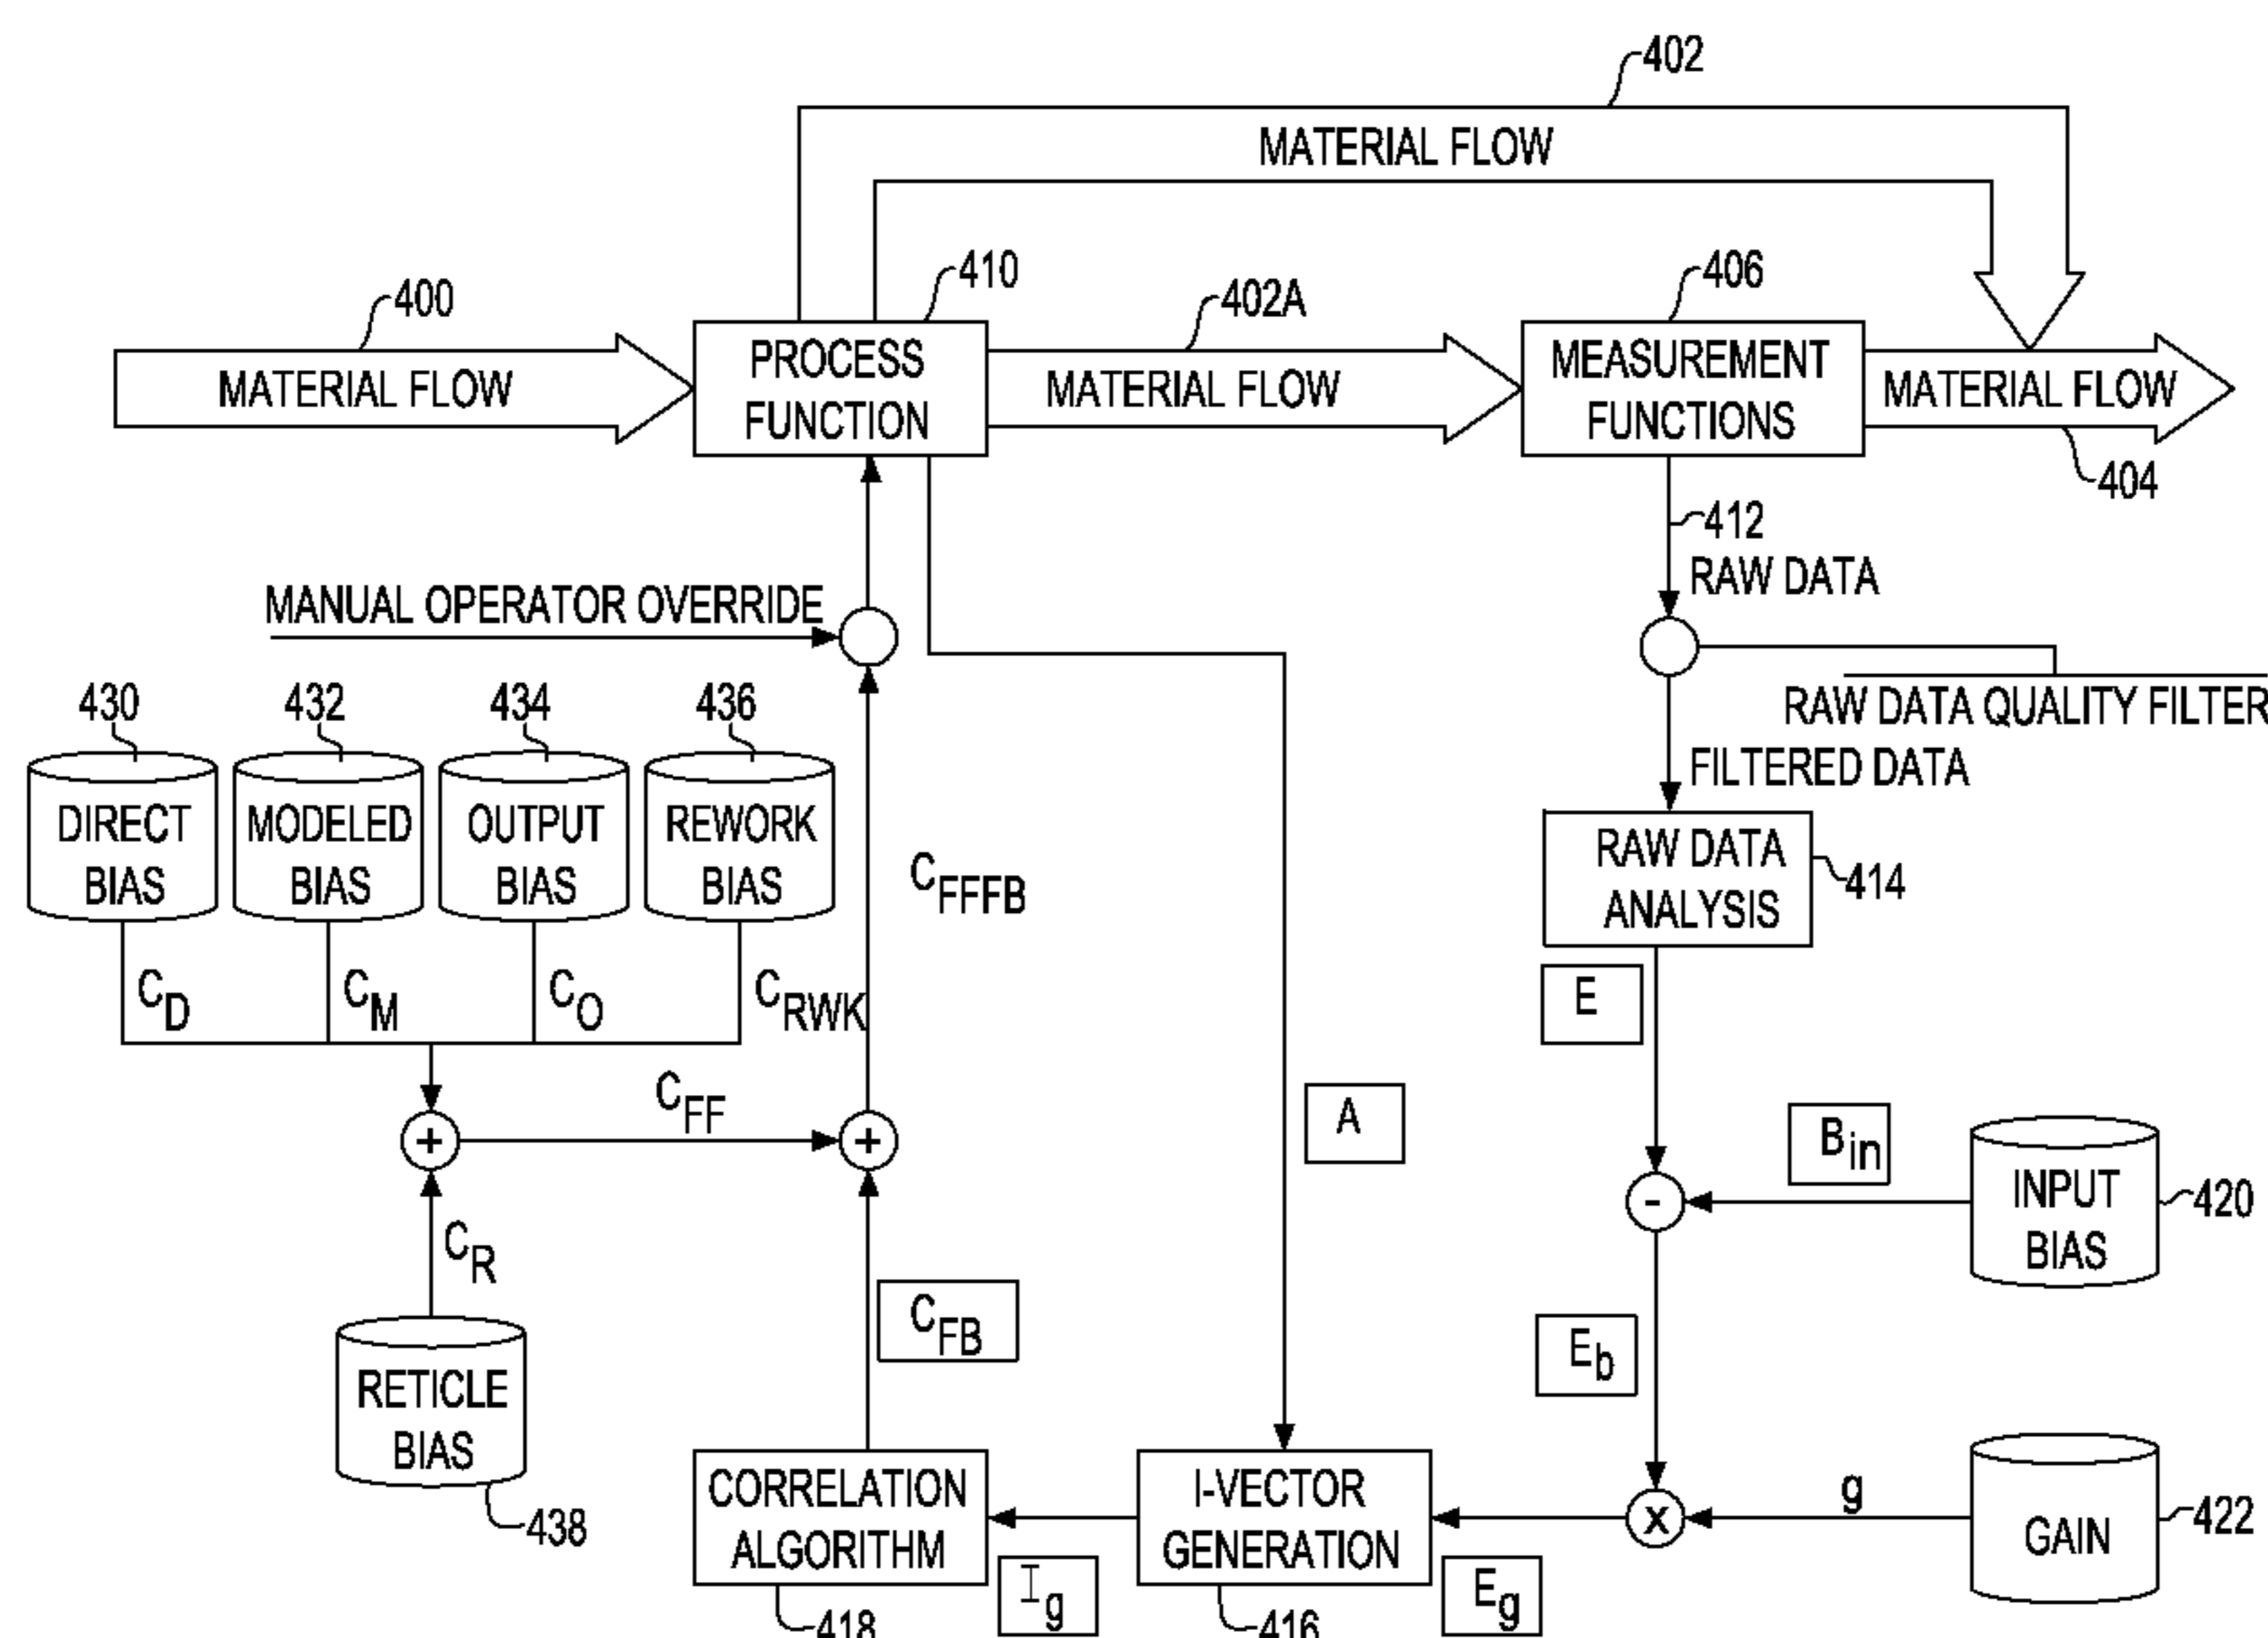 402
MATERIAL FLOW
400
MATERIAL FLOW
410
PROCESS
FUNCTION
402A
MATERIAL FLOW
406
MEASUREMENT
FUNCTIONS
MATERIAL FLOW
404
412
RAW DATA
MANUAL OPERATOR OVERRIDE
RAW DATA QUALITY FILTER
FILTERED DATA
430
432
434
436
DIRECT
BIAS
MODELED
BIAS
OUTPUT
BIAS
REWORK
BIAS
CFFFB
RAW DATA
ANALYSIS
414
CD
CM
CO
CRWK
E
CFF
+
+
A
Bin
-
INPUT
BIAS
420
CR
CFB
Eb
RETICLE
BIAS
438
CORRELATION
ALGORITHM
418
Ig
I-VECTOR
GENERATION
416
Eg
X
g
GAIN
422